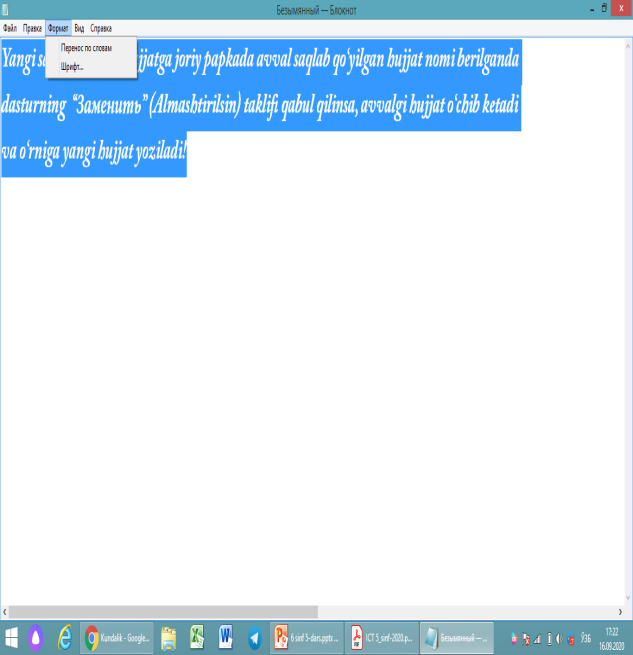 Безымянный — Блокнот
Файл Правка Формат Вид Справка
Перенос по словам
Шрифт...
Yangi jjatga joriy papkada avval saqlab qo‘yilgan hujjat nomi berilganda
dasturning “Заменить” (Almashtirilsin) taklifi qabul qilinsa, avvalgi hujjat o‘chib ketadi
va o‘rniga yangi hujjat yoziladi!
Kundalik - Google...
6 sinf 5-dars.pptx ...
ICT 5_sinf-2020.p...
Безымянный — ...
ЎЗБ
17:22
16.09.2020